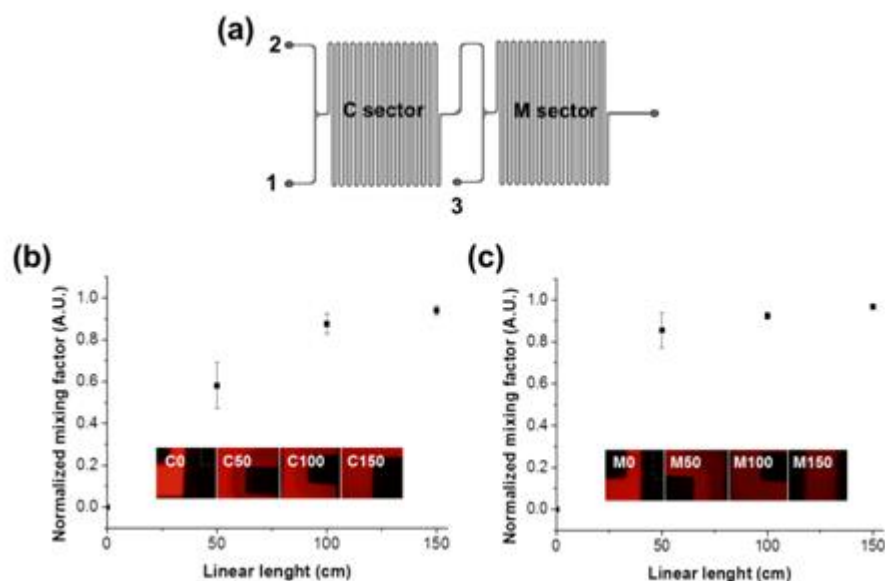 (a)
2
C sector
M sector
1
3
(b)
Normalized mixing factor (A.U.)
1.0
0.8
0.6
0.4
0.2
0.0
C0
C50
C100
C150
0
50
100
150
Linear lenght (cm)
(c)
Normalized mixing factor (A.U.)
1.0
0.8
0.6
0.4
0.2
0.0
M0
M50
M100
M150
0
50
100
150
Linear lenght (cm)